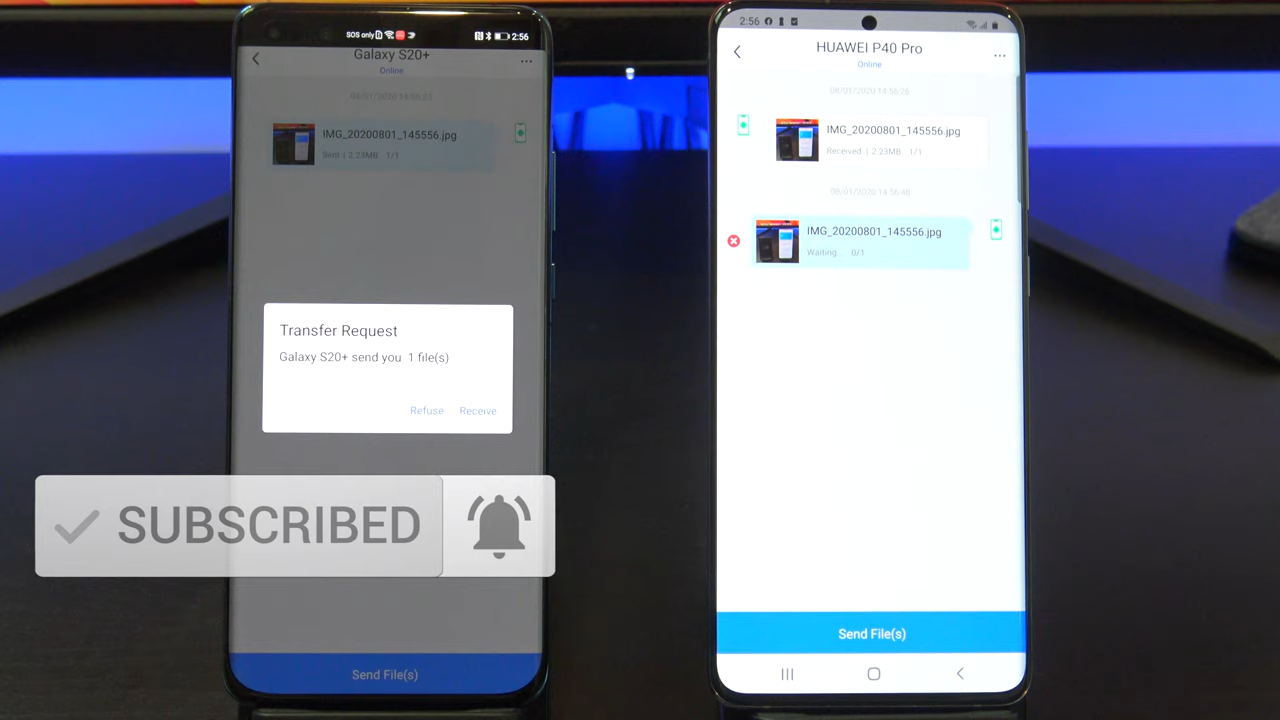 SOS only
2:56
Galaxy S20+
Online
08/01/2020 14:56:23
IMG_20200801_145556.jpg
Sent | 2.23MB 1/1
Transfer Request
Galaxy S20+ send you 1 file(s)
Refuse Receive
SUBSCRIBED
Send File(s)
2:56
HUAWEI P40 Pro
Online
08/01/2020 14:56:26
IMG_20200801_145556.jpg
Received | 2.23MB 1/1
08/01/2020 14:56:46
IMG_20200801_145556.jpg
Waiting... 0/1
Send File(s)